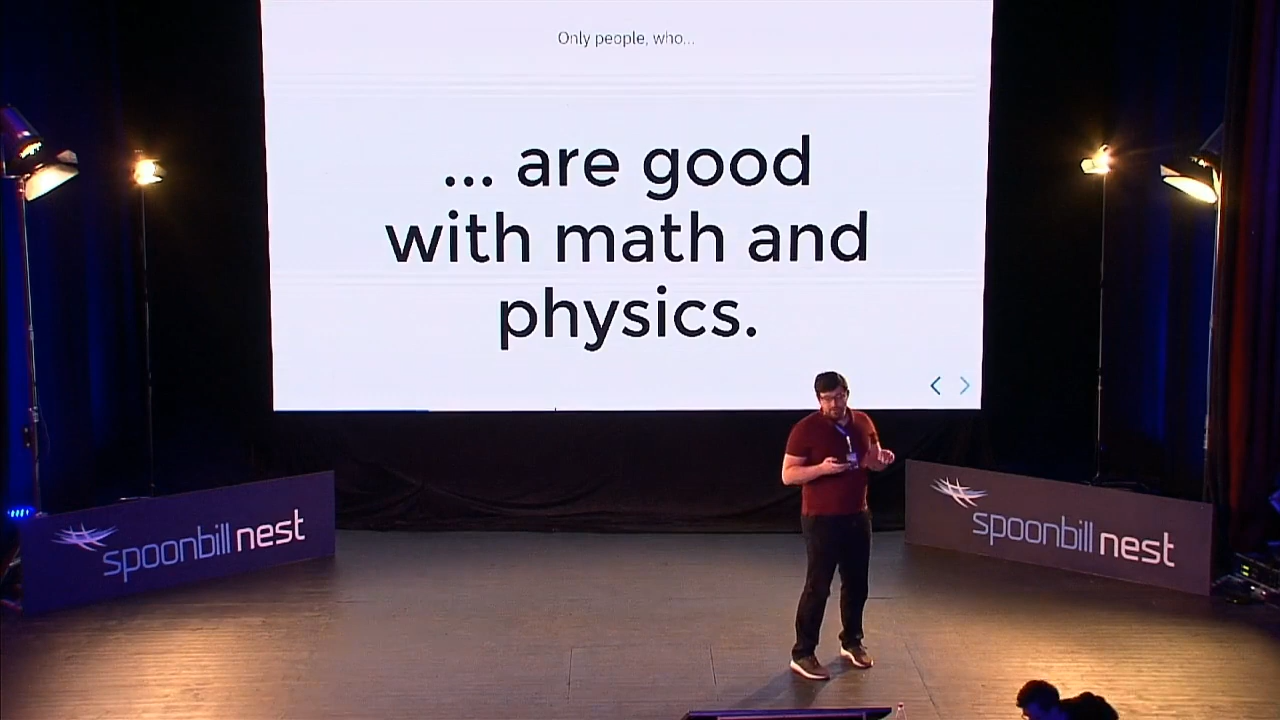 Only people, who...
... are good
with math and
physics.
spoonbill nest
spoonbill nest